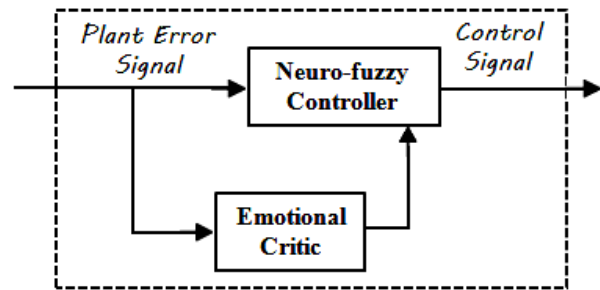 Plant Error
Signal
Control
Signal
Neuro-fuzzy
Controller
Emotional
Critic